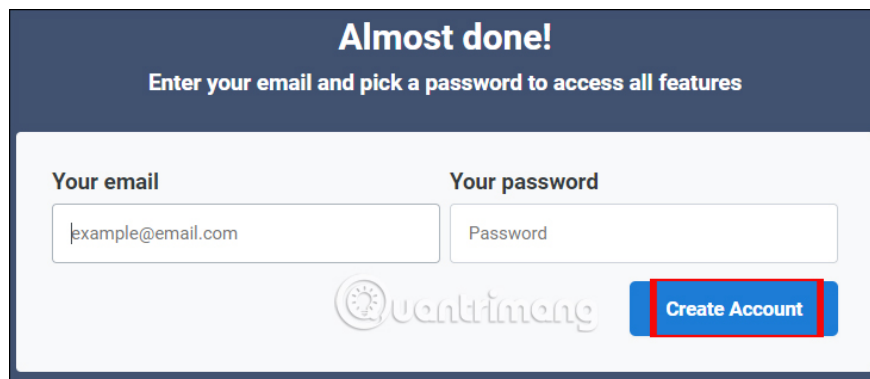 Almost done!
Enter your email and pick a password to access all features
Your email
Your password
example@email.com
Password
Quantrimang
Create Account